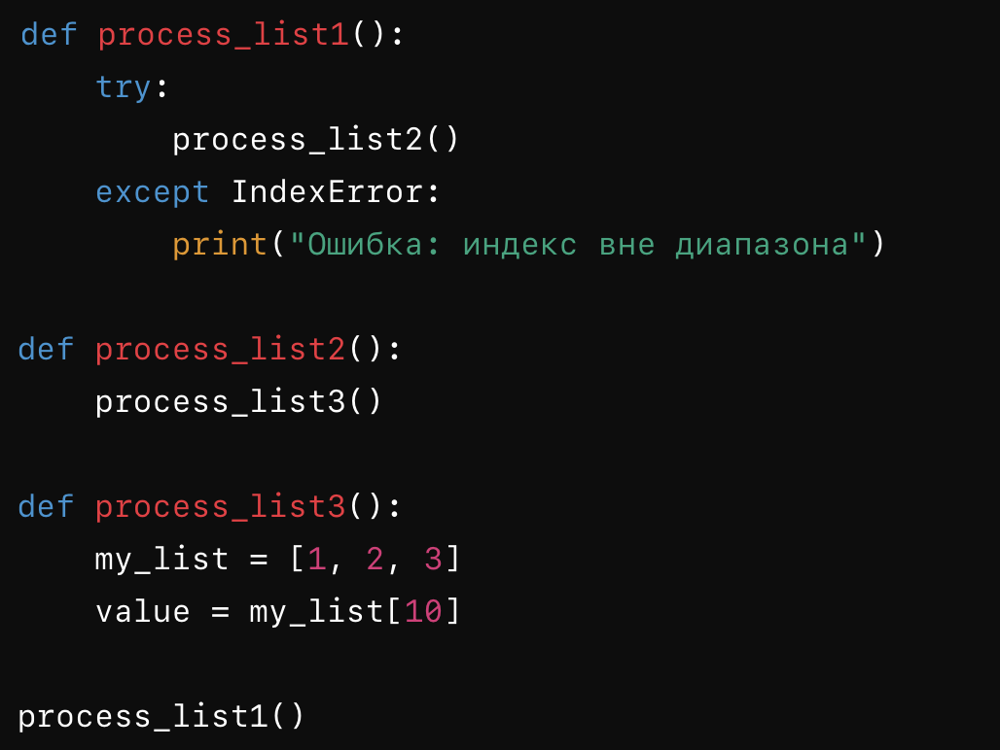 def process_list1():
    try:
        process_list2()
    except IndexError:
        print("Ошибка: индекс вне диапазона")

def process_list2():
    process_list3()

def process_list3():
    my_list = [1, 2, 3]
    value = my_list[10]

process_list1()